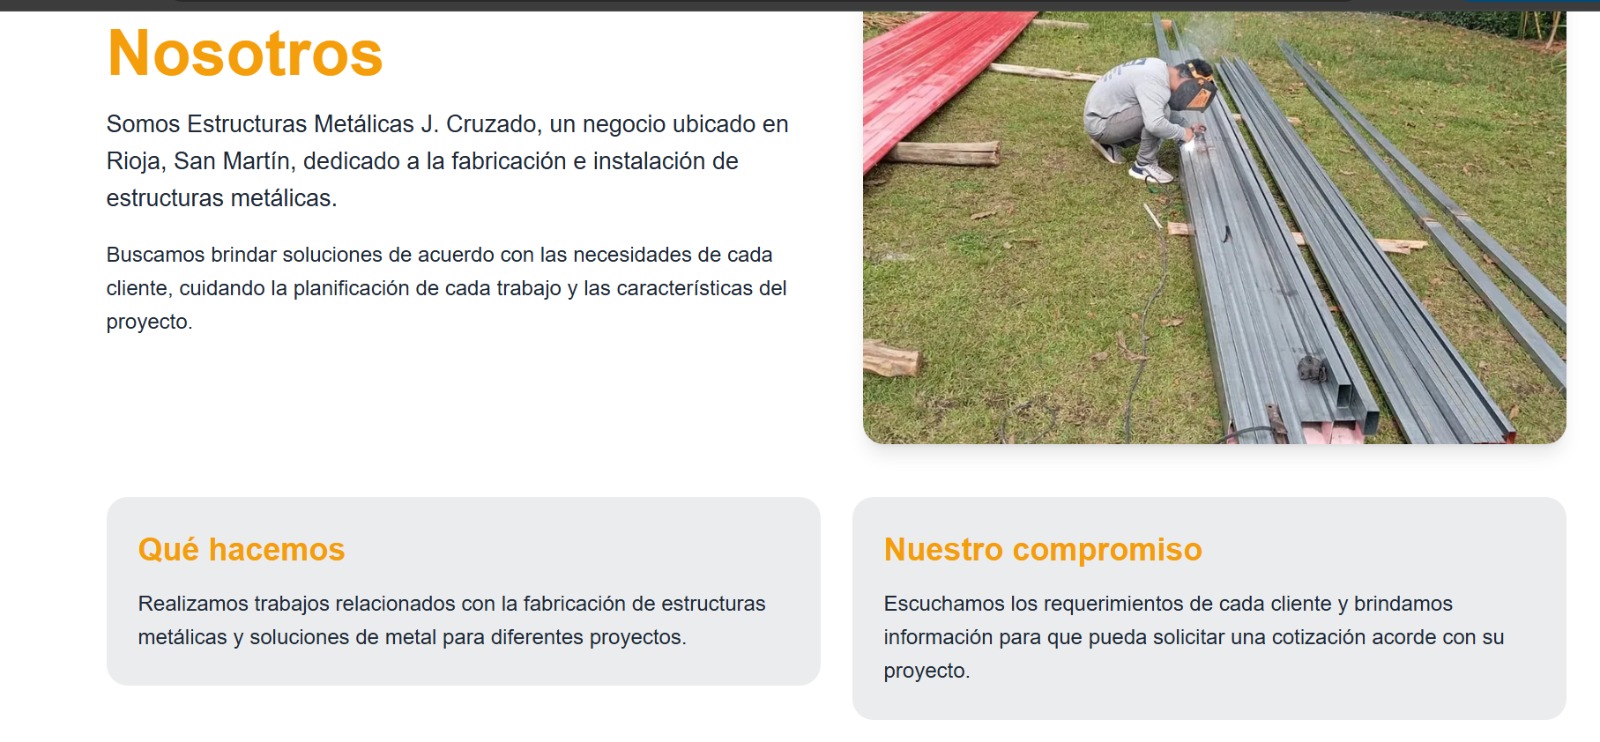 Nosotros
Somos Estructuras Metálicas J. Cruzado, un negocio ubicado en
Rioja, San Martín, dedicado a la fabricación e instalación de
estructuras metálicas.
Buscamos brindar soluciones de acuerdo con las necesidades de cada
cliente, cuidando la planificación de cada trabajo y las características del
proyecto.
Qué hacemos
Realizamos trabajos relacionados con la fabricación de estructuras
metálicas y soluciones de metal para diferentes proyectos.
Nuestro compromiso
Escuchamos los requerimientos de cada cliente y brindamos
información para que pueda solicitar una cotización acorde con su
proyecto.